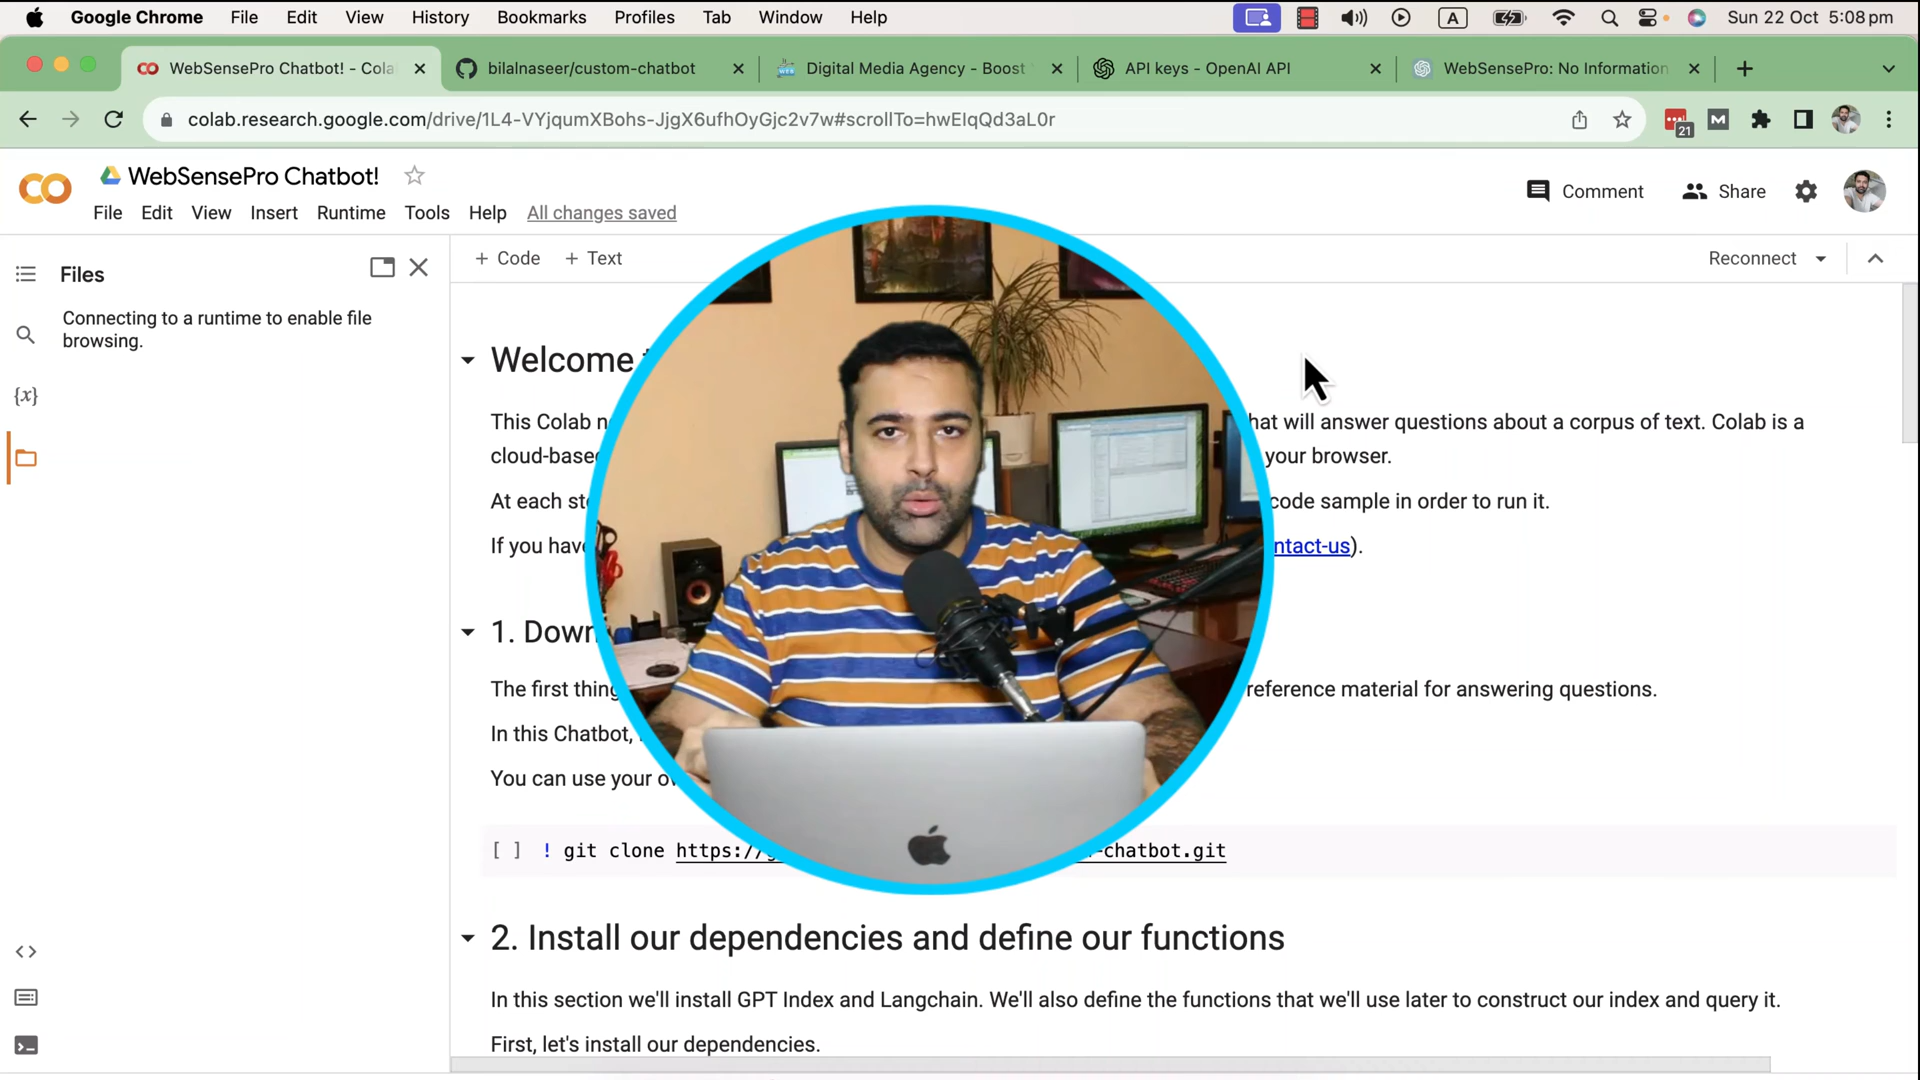 Google Chrome File Edit View History Bookmarks Profiles Tab Window Help A Sun 22 Oct 5:08 pm
WebSensePro Chatbot! - Cola bilalnaseer/custom-chatbot Digital Media Agency - Boost API keys - OpenAI API WebSensePro: No Information
colab.research.google.com/drive/1L4-VYjqumXBohs-JjgX6ufhOyGjc2v7w#scrollTo=hwEIqQd3aL0r 21
WebSensePro Chatbot!
Comment Share
File Edit View Insert Runtime Tools Help All changes saved
Files
+ Code + Text Reconnect
Connecting to a runtime to enable file
browsing.
Welcome
{x}
This Colab hat will answer questions about a corpus of text. Colab is a
cloud-base your browser.
At each st code sample in order to run it.
If you have ntact-us).
1. Down
The first thing reference material for answering questions.
In this Chatbot,
You can use your
[ ] ! git clone https:// -chatbot.git
2. Install our dependencies and define our functions
In this section we'll install GPT Index and Langchain. We'll also define the functions that we'll use later to construct our index and query it.
First, let's install our dependencies.